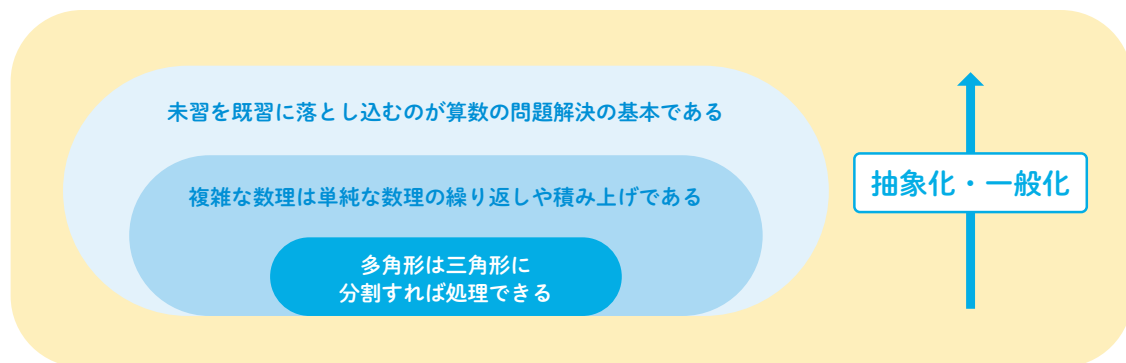 未習を既習に落とし込むのが算数の問題解決の基本である
複雑な数理は単純な数理の繰り返しや積み上げである
多角形は三角形に
分割すれば処理できる
抽象化・一般化